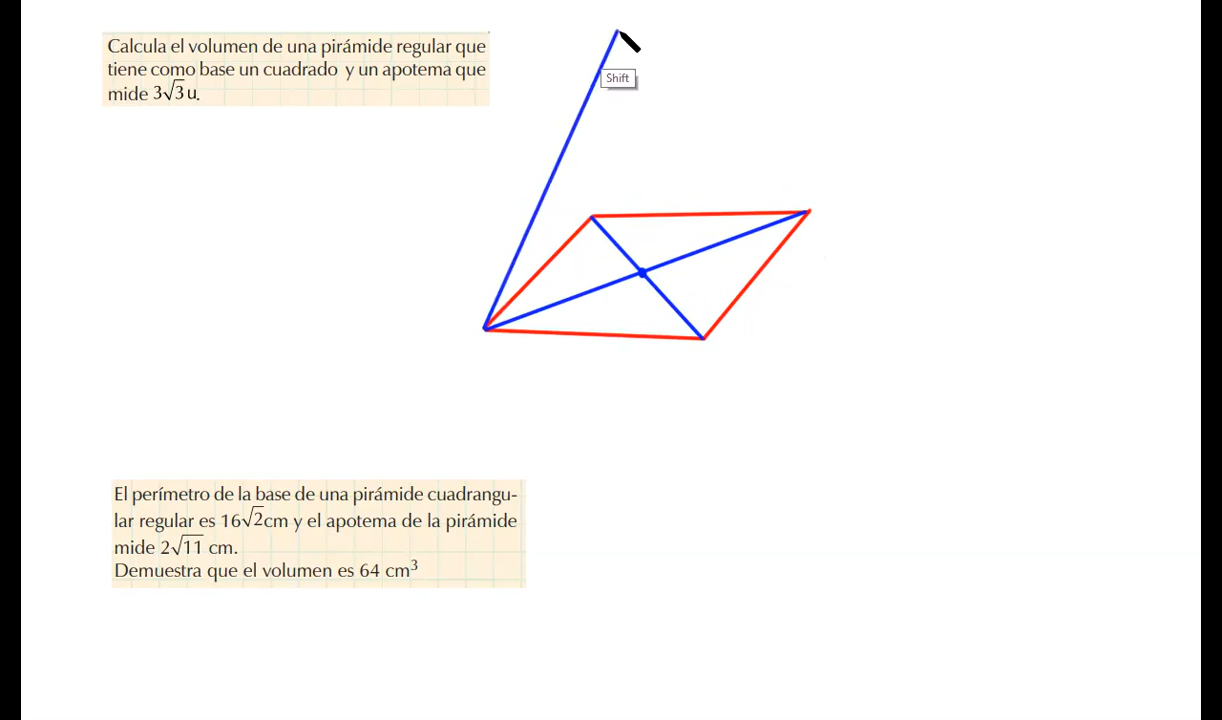 Calcula el volumen de una pirámide regular que
tiene como base un cuadrado y un apotema que
mide 3√3 u.
Shift
El perímetro de la base de una pirámide cuadrangu-
lar regular es 16√2cm y el apotema de la pirámide
mide 2√11 cm.
Demuestra que el volumen es 64 cm³